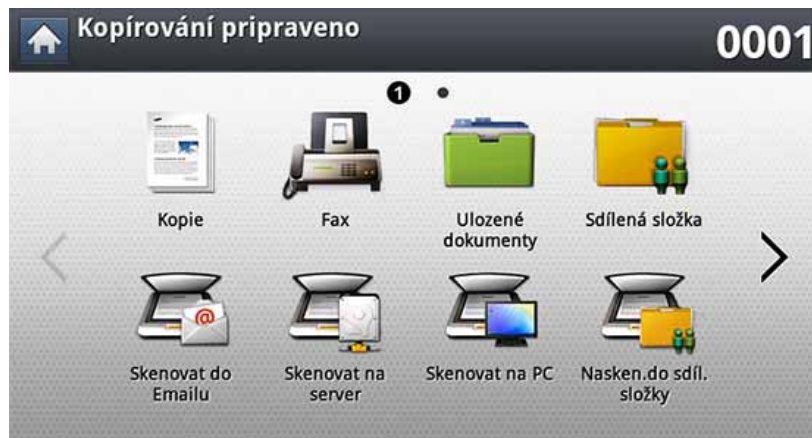 Kopírování pripraveno
0001
1
Kopie
Fax
Ulozené
dokumenty
Sdílená složka
Skenovat do
Emailu
Skenovat na
server
Skenovat na PC
Nasken.do sdíl.
složky